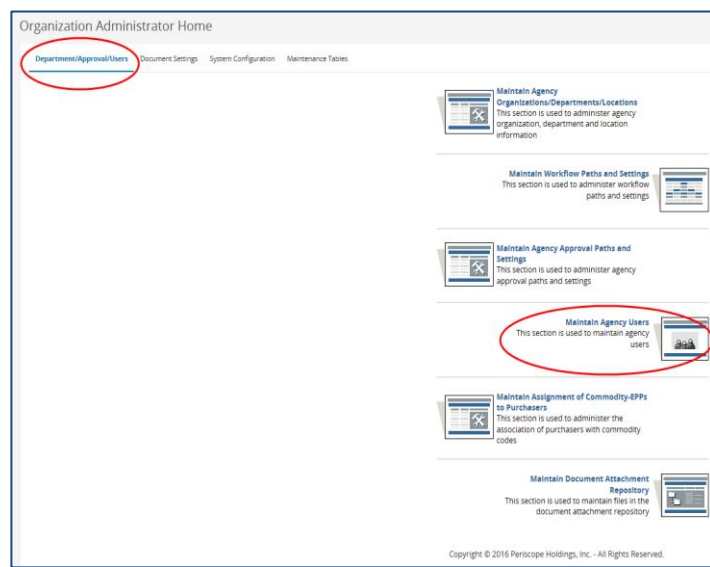 Organization Administrator Home
Department/Approval/Users Document Settings System Configuration Maintenance Tables
Maintain Agency
Organizations/Departments/Locations
This section is used to administer agency
organization, department and location
information
Maintain Workflow Paths and Settings
This section is used to administer workflow
paths and settings
Maintain Agency Approval Paths and
Settings
This section is used to administer agency
approval paths and settings
Maintain Agency Users
This section is used to maintain agency
users
Maintain Assignment of Commodity-EPPs
to Purchasers
This section is used to administer the
association of purchasers with commodity
codes
Maintain Document Attachment
Repository
This section is used to maintain files in the
document attachment repository
Copyright © 2016 Periscope Holdings, Inc. - All Rights Reserved.